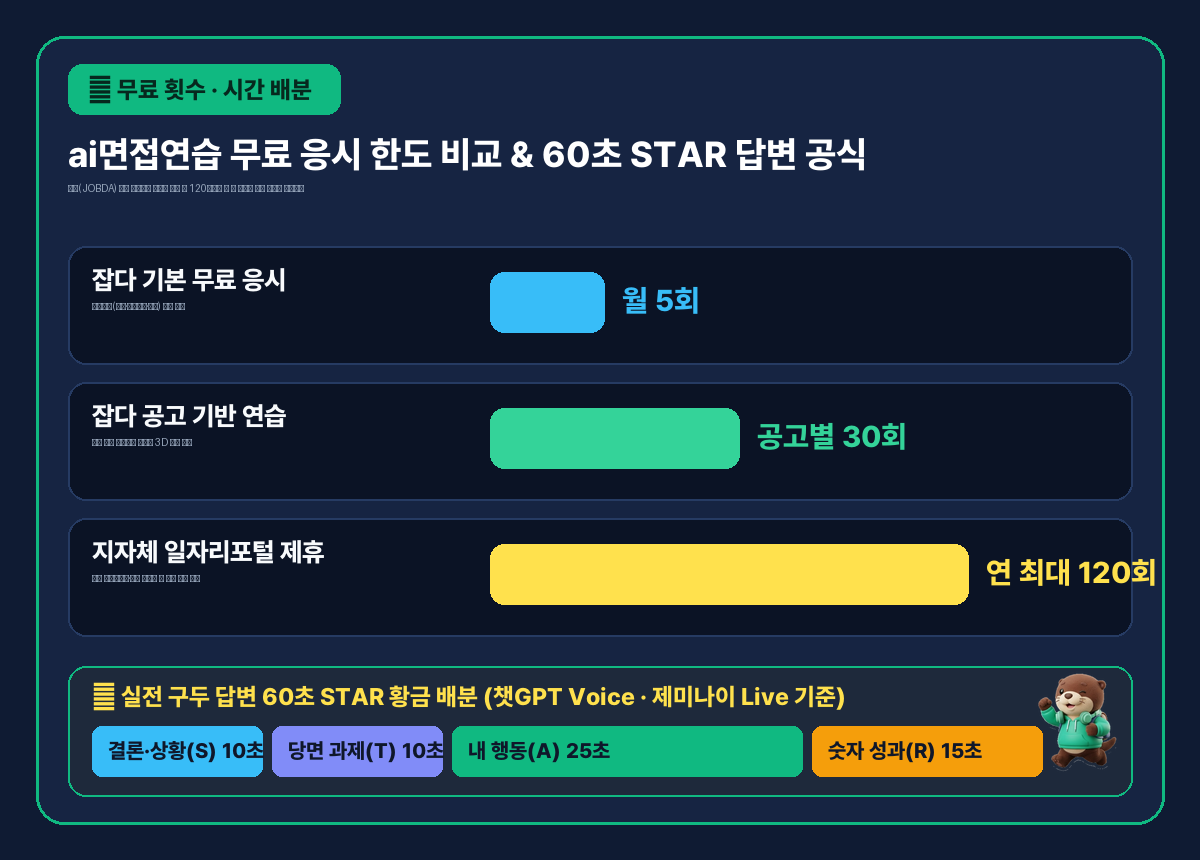 무료 횟수 · 시간 배분
ai면접연습 무료 응시 한도 비교 & 60초 STAR 답변 공식
(JOBDA) 120
잡다 기본 무료 응시
월 5회
잡다 공고 기반 연습
3D
공고별 30회
지자체 일자리포털 제휴
연 최대 120회
실전 구두 답변 60초 STAR 황금 배분 (챗GPT Voice · 제미나이 Live 기준)
결론·상황(S) 10초
당면 과제(T) 10초
내 행동(A) 25초
숫자 성과(R) 15초